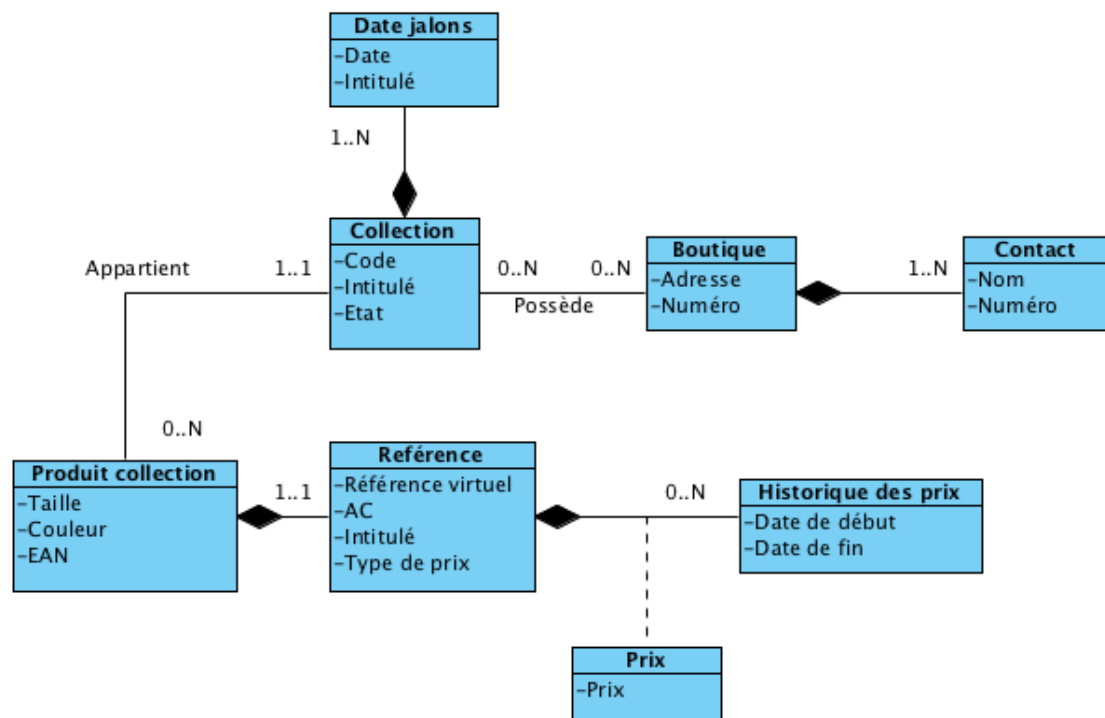 Date jalons
-Date
-Intitulé
1..N
Collection
-Code
-Intitulé
-Etat
Appartient
1..1
0..N
0..N
Possède
Boutique
-Adresse
-Numéro
1..N
Contact
-Nom
-Numéro
0..N
Produit collection
-Taille
-Couleur
-EAN
1..1
Reférence
-Référence virtuel
-AC
-Intitulé
-Type de prix
0..N
Historique des prix
-Date de début
-Date de fin
Prix
-Prix